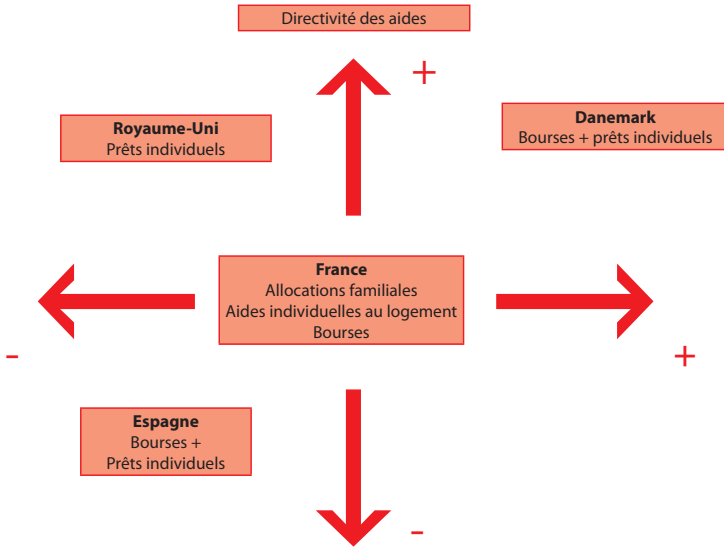 Directivité des aides
+
Royaume-Uni
Prêts individuels
Danemark
Bourses + prêts individuels
France
Allocations familiales
Aides individuelles au logement
Bourses
-
+
Espagne
Bourses +
Prêts individuels
-